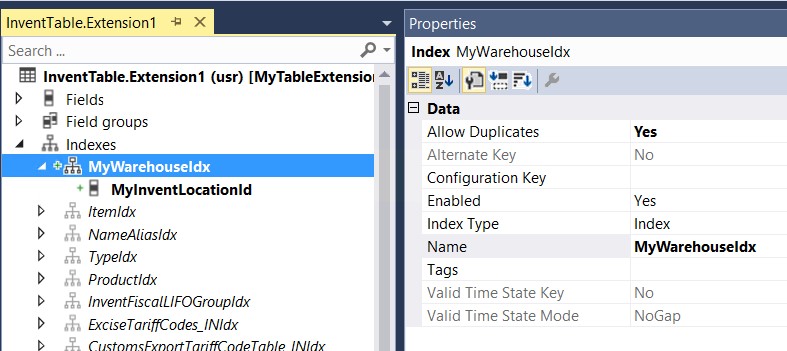 InventTable.Extension1
Search ...
InventTable.Extension1 (usr) [MyTableExtension
Fields
Field groups
Indexes
MyWarehouseIdx
MyInventLocationId
ItemIdx
NameAliasIdx
TypeIdx
ProductIdx
InventFiscalLIFOGroupIdx
ExciseTariffCodes_INIdx
CustomsExportTariffCodeTable_INIdx
Properties
Index MyWarehouseIdx
Data
Allow Duplicates Yes
Alternate Key No
Configuration Key
Enabled Yes
Index Type Index
Name MyWarehouseIdx
Tags
Valid Time State Key No
Valid Time State Mode NoGap